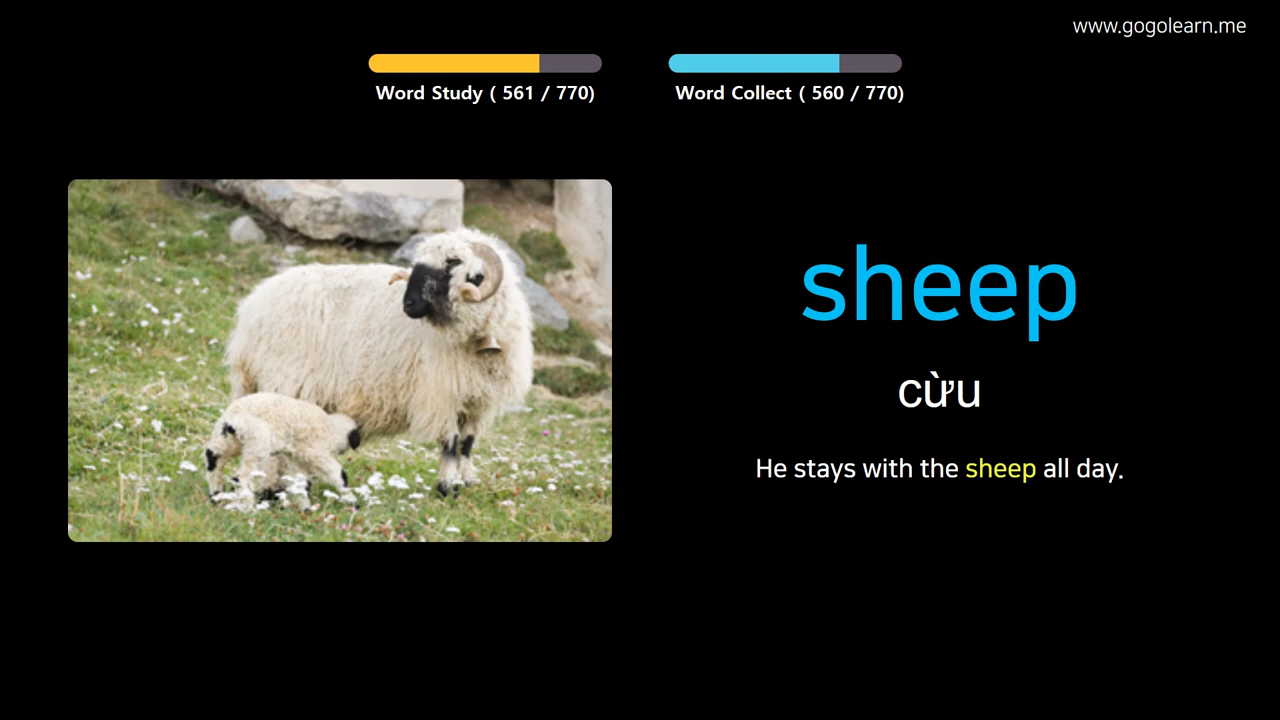 www.gogolearn.me
Word Study ( 561 / 770)
Word Collect ( 560 / 770)
sheep
cừu
He stays with the sheep all day.